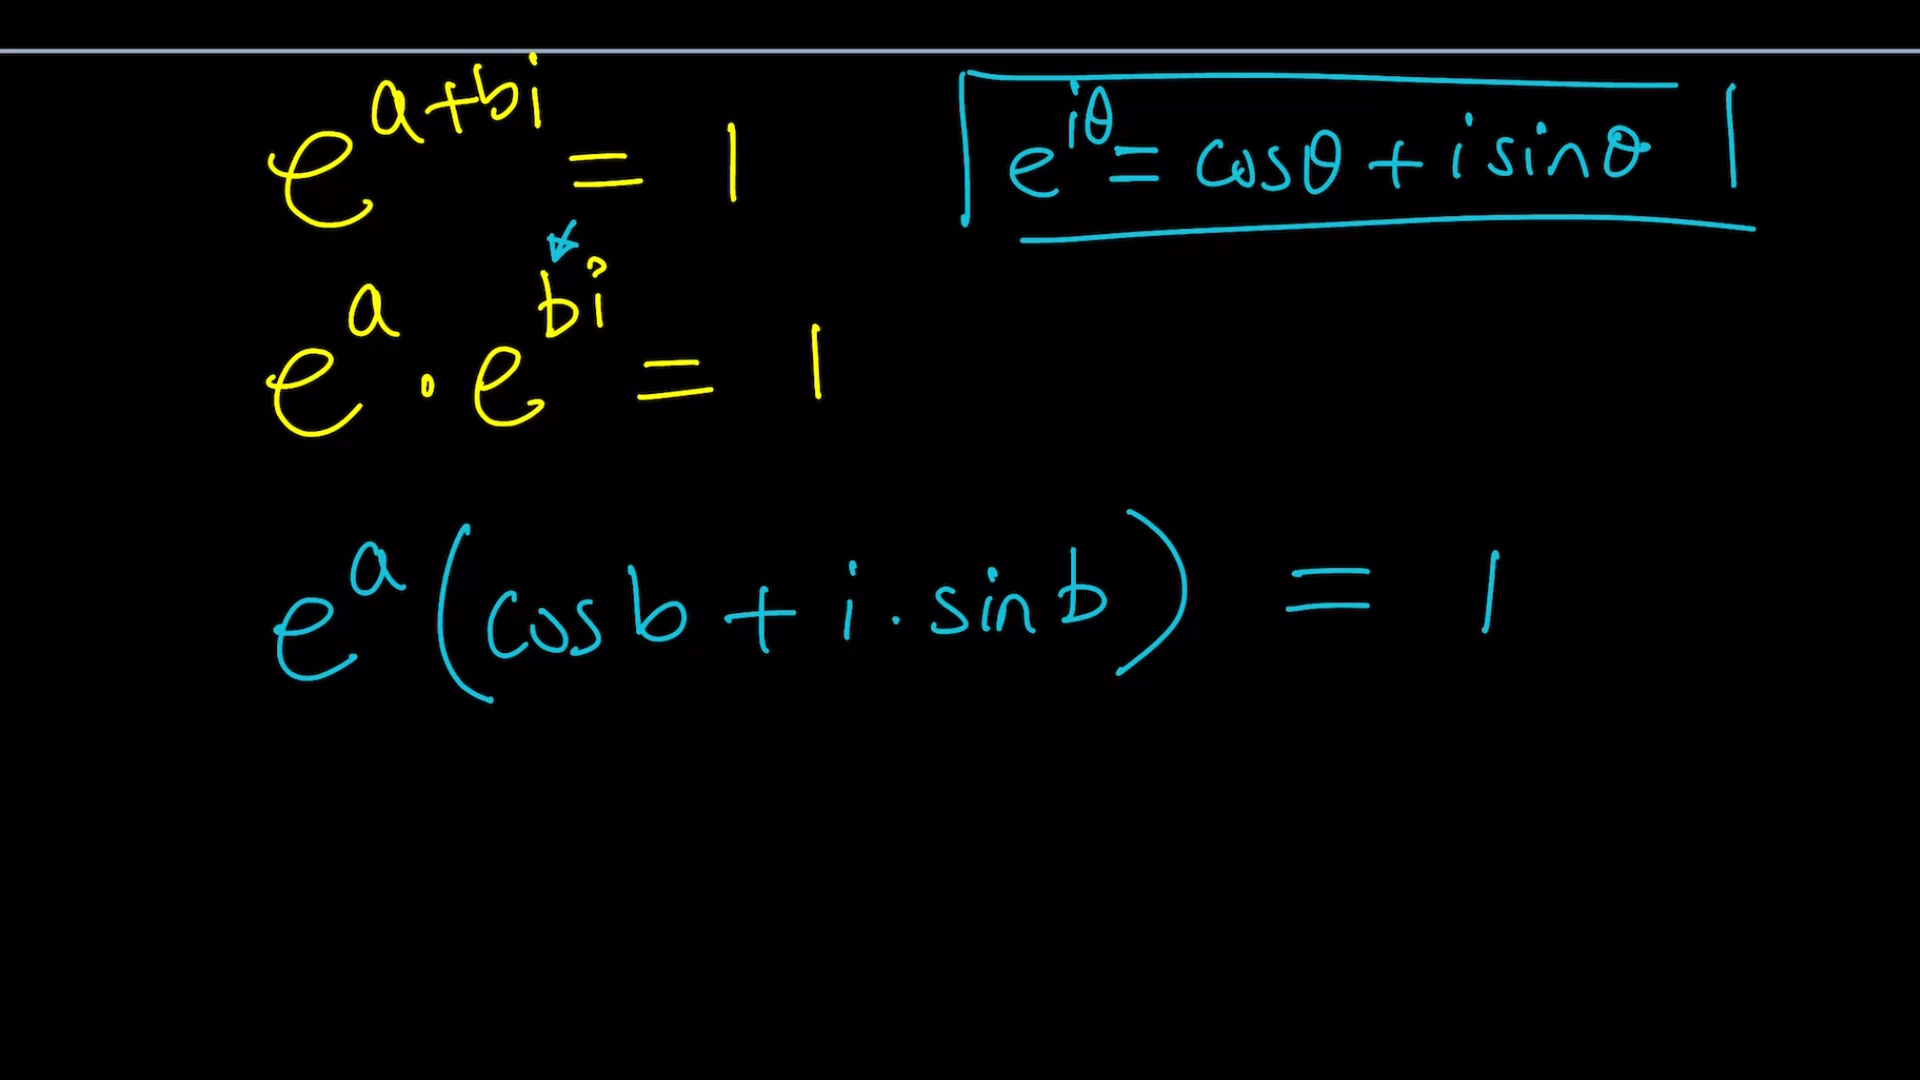 e^{a+bi} = 1
e^{iθ} = cosθ + i sinθ
e^a · e^{bi} = 1
e^a (cos b + i · sin b) = 1